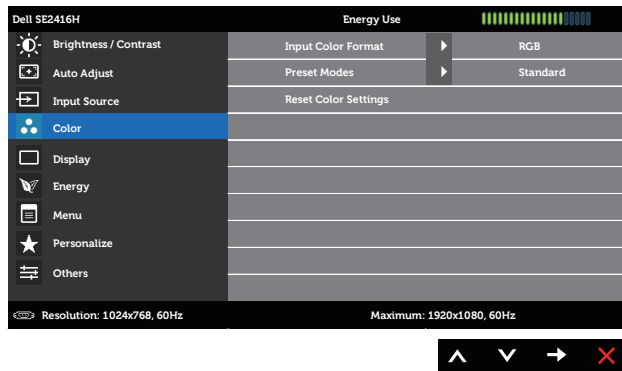 Dell SE2416H Energy Use
Brightness / Contrast
Auto Adjust
Input Source
Color
Display
Energy
Menu
Personalize
Others
Input Color Format RGB
Preset Modes Standard
Reset Color Settings
Resolution: 1024x768, 60Hz Maximum: 1920x1080, 60Hz